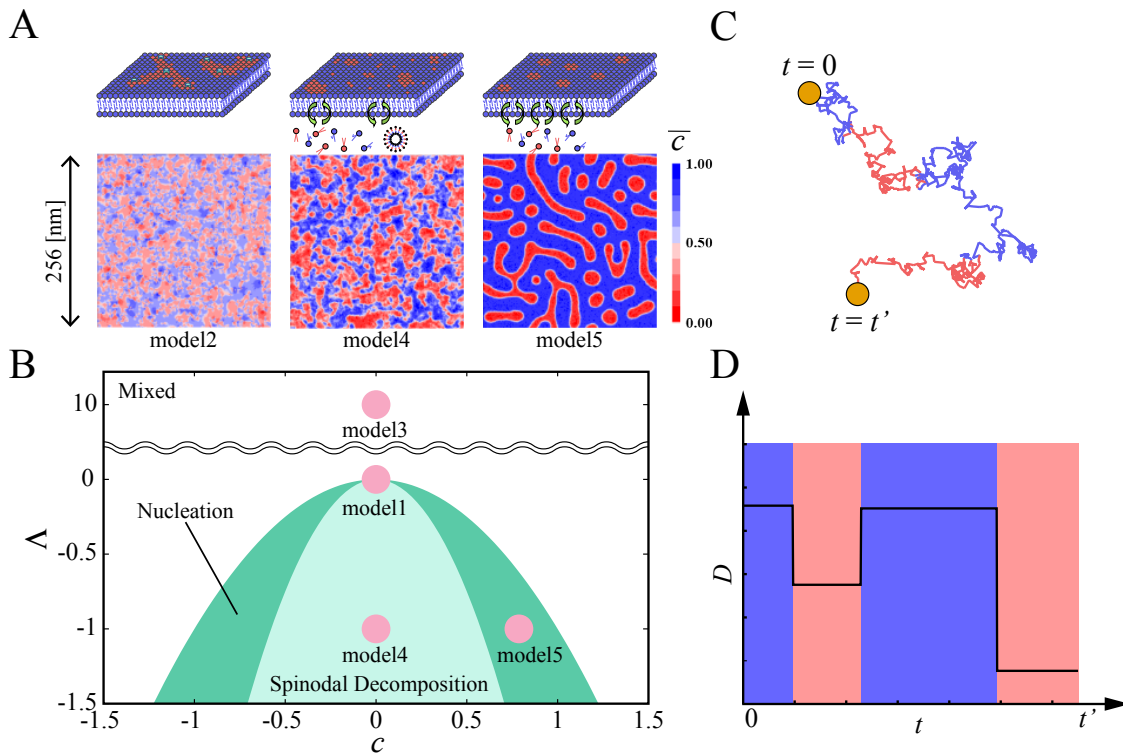 A
256 [nm]
model2
model4
model5
c
1.00
0.50
0.00
B
Mixed
model3
model1
Nucleation
model4
model5
Spinodal Decomposition
Λ
10
0
-0.5
-1
-1.5
-1.5
-1
-0.5
0
0.5
1
1.5
c
C
t = 0
t = t'
D
D
0
t
t'